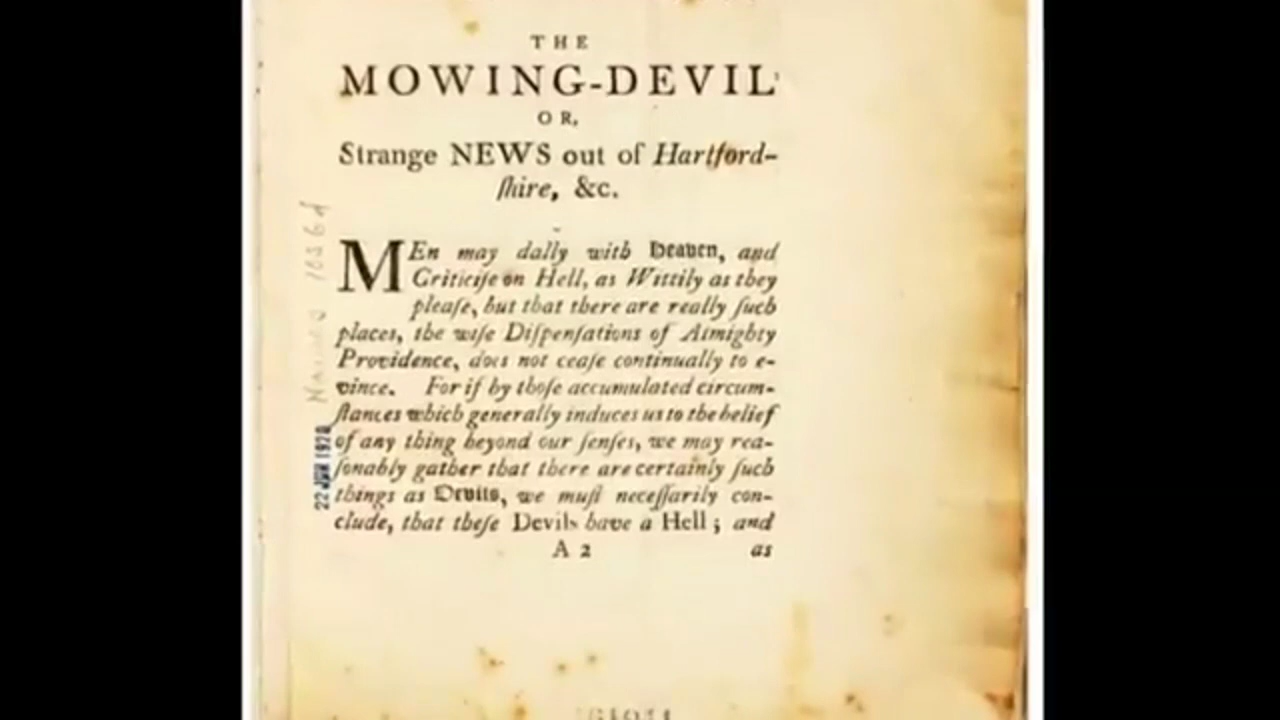 THE
MOWING-DEVIL
OR,
Strange NEWS out of Hartford-
ſhire, &c.
MEn may dally with Heaven, and
Criticiſe on Hell, as Wittily as they
pleaſe, but that there are really ſuch
places, the wiſe Diſpenſations of Almighty
Providence, does not ceaſe continually to e-
vince. For if by thoſe accumulated circum-
ſtances which generally induces us to the belief
of any thing beyond our ſenſes, we may rea-
ſonably gather that there are certainly ſuch
things as Devils, we muſt neceſſarily con-
clude, that theſe Devils have a Hell; and
A 2 as
22 JUN 1928